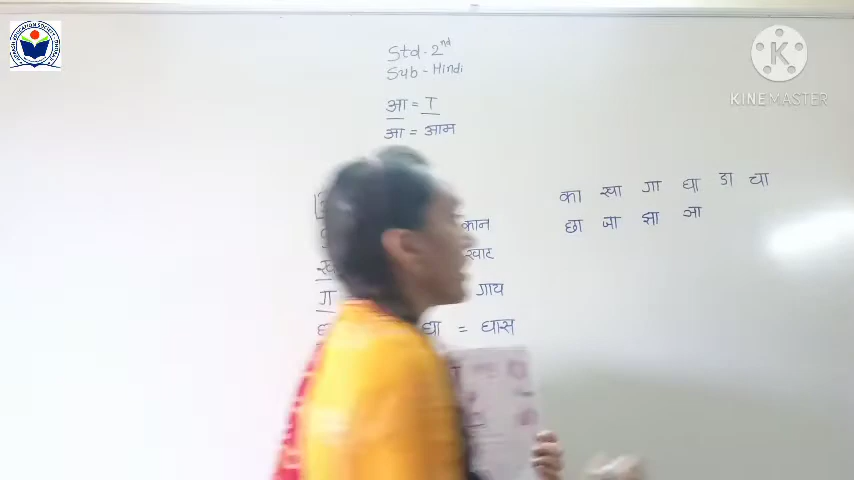 Std-2nd
Sub-Hindi
आ = ा
आ = आम
कान
खाट
ग गाय
घा = घास
का खा गा घा ङा चा
छा जा झा ञा
KINEMASTER